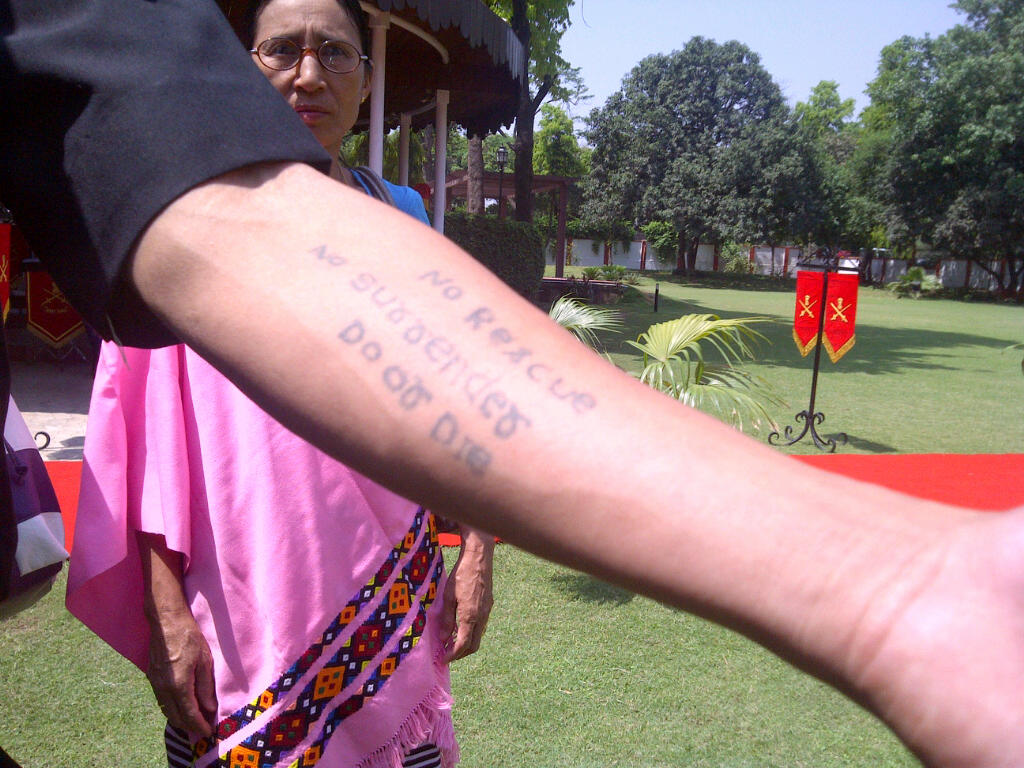 No Rescue
No surrender
Do or Die